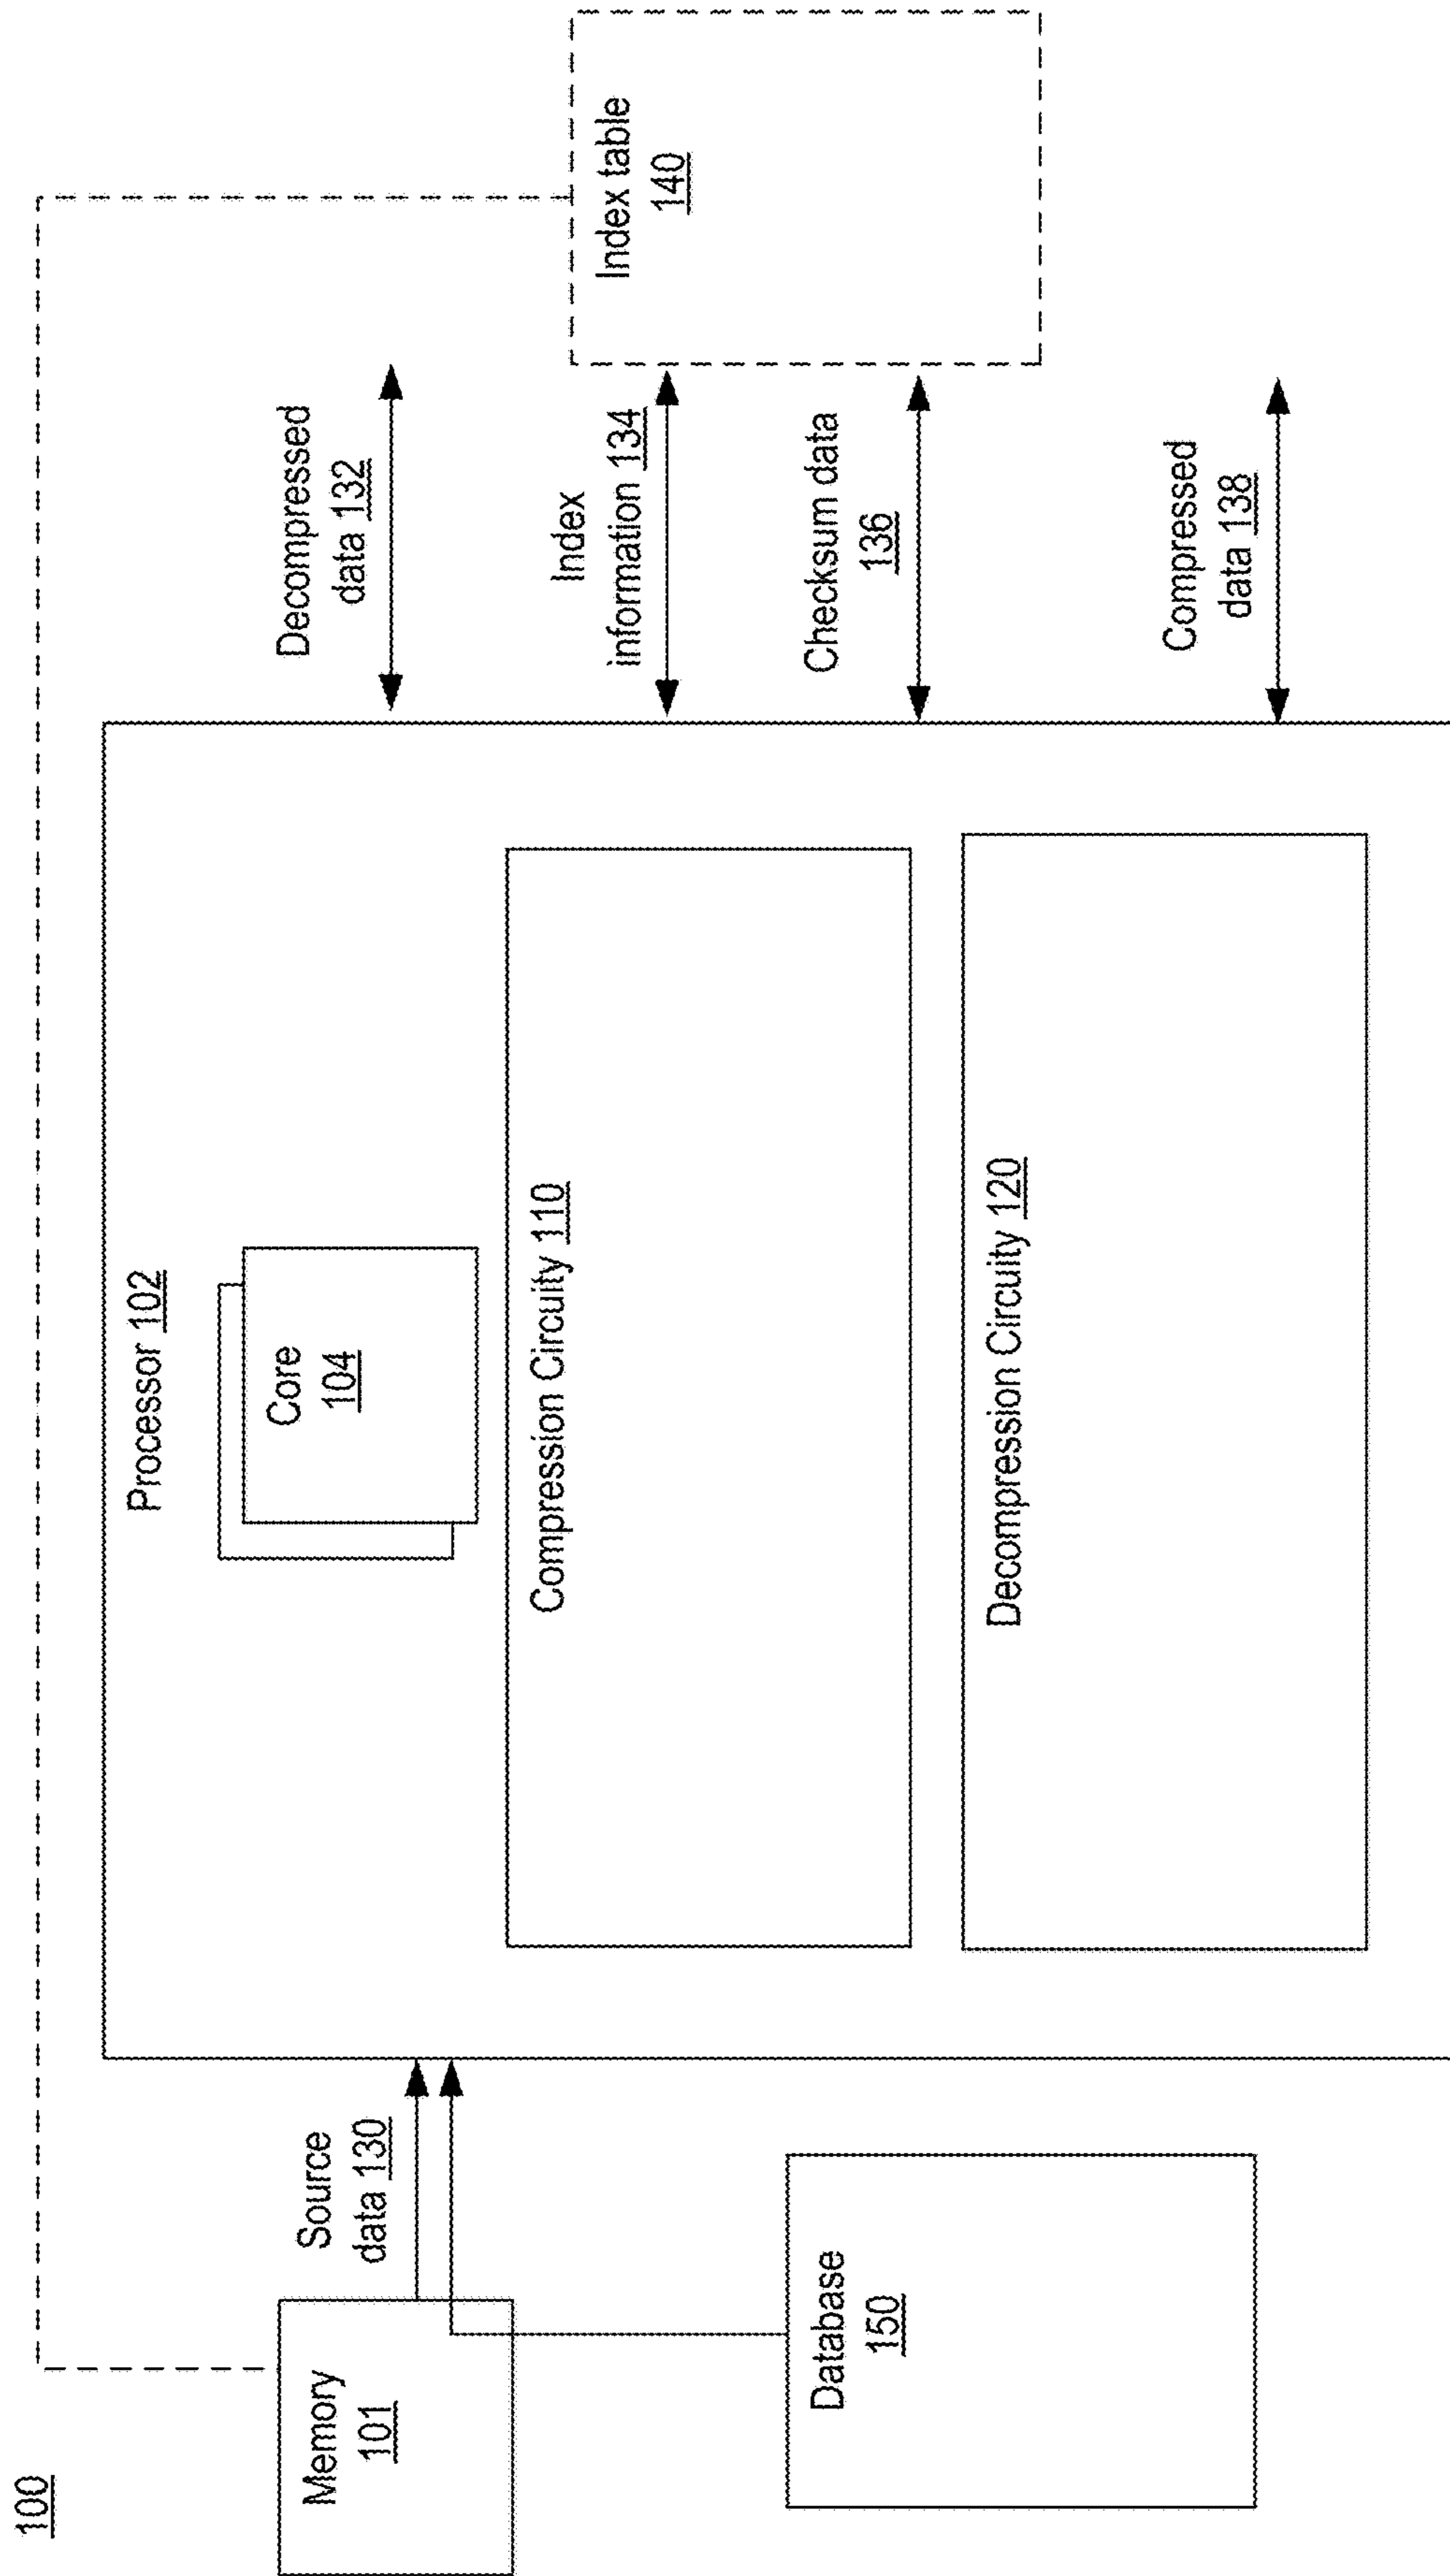 100
Memory
101
Source
data 130
Database
150
Processor 102
Core
104
Compression Circuity 110
Decompression Circuity 120
Decompressed
data 132
Index
information 134
Checksum data
136
Compressed
data 138
Index table
140